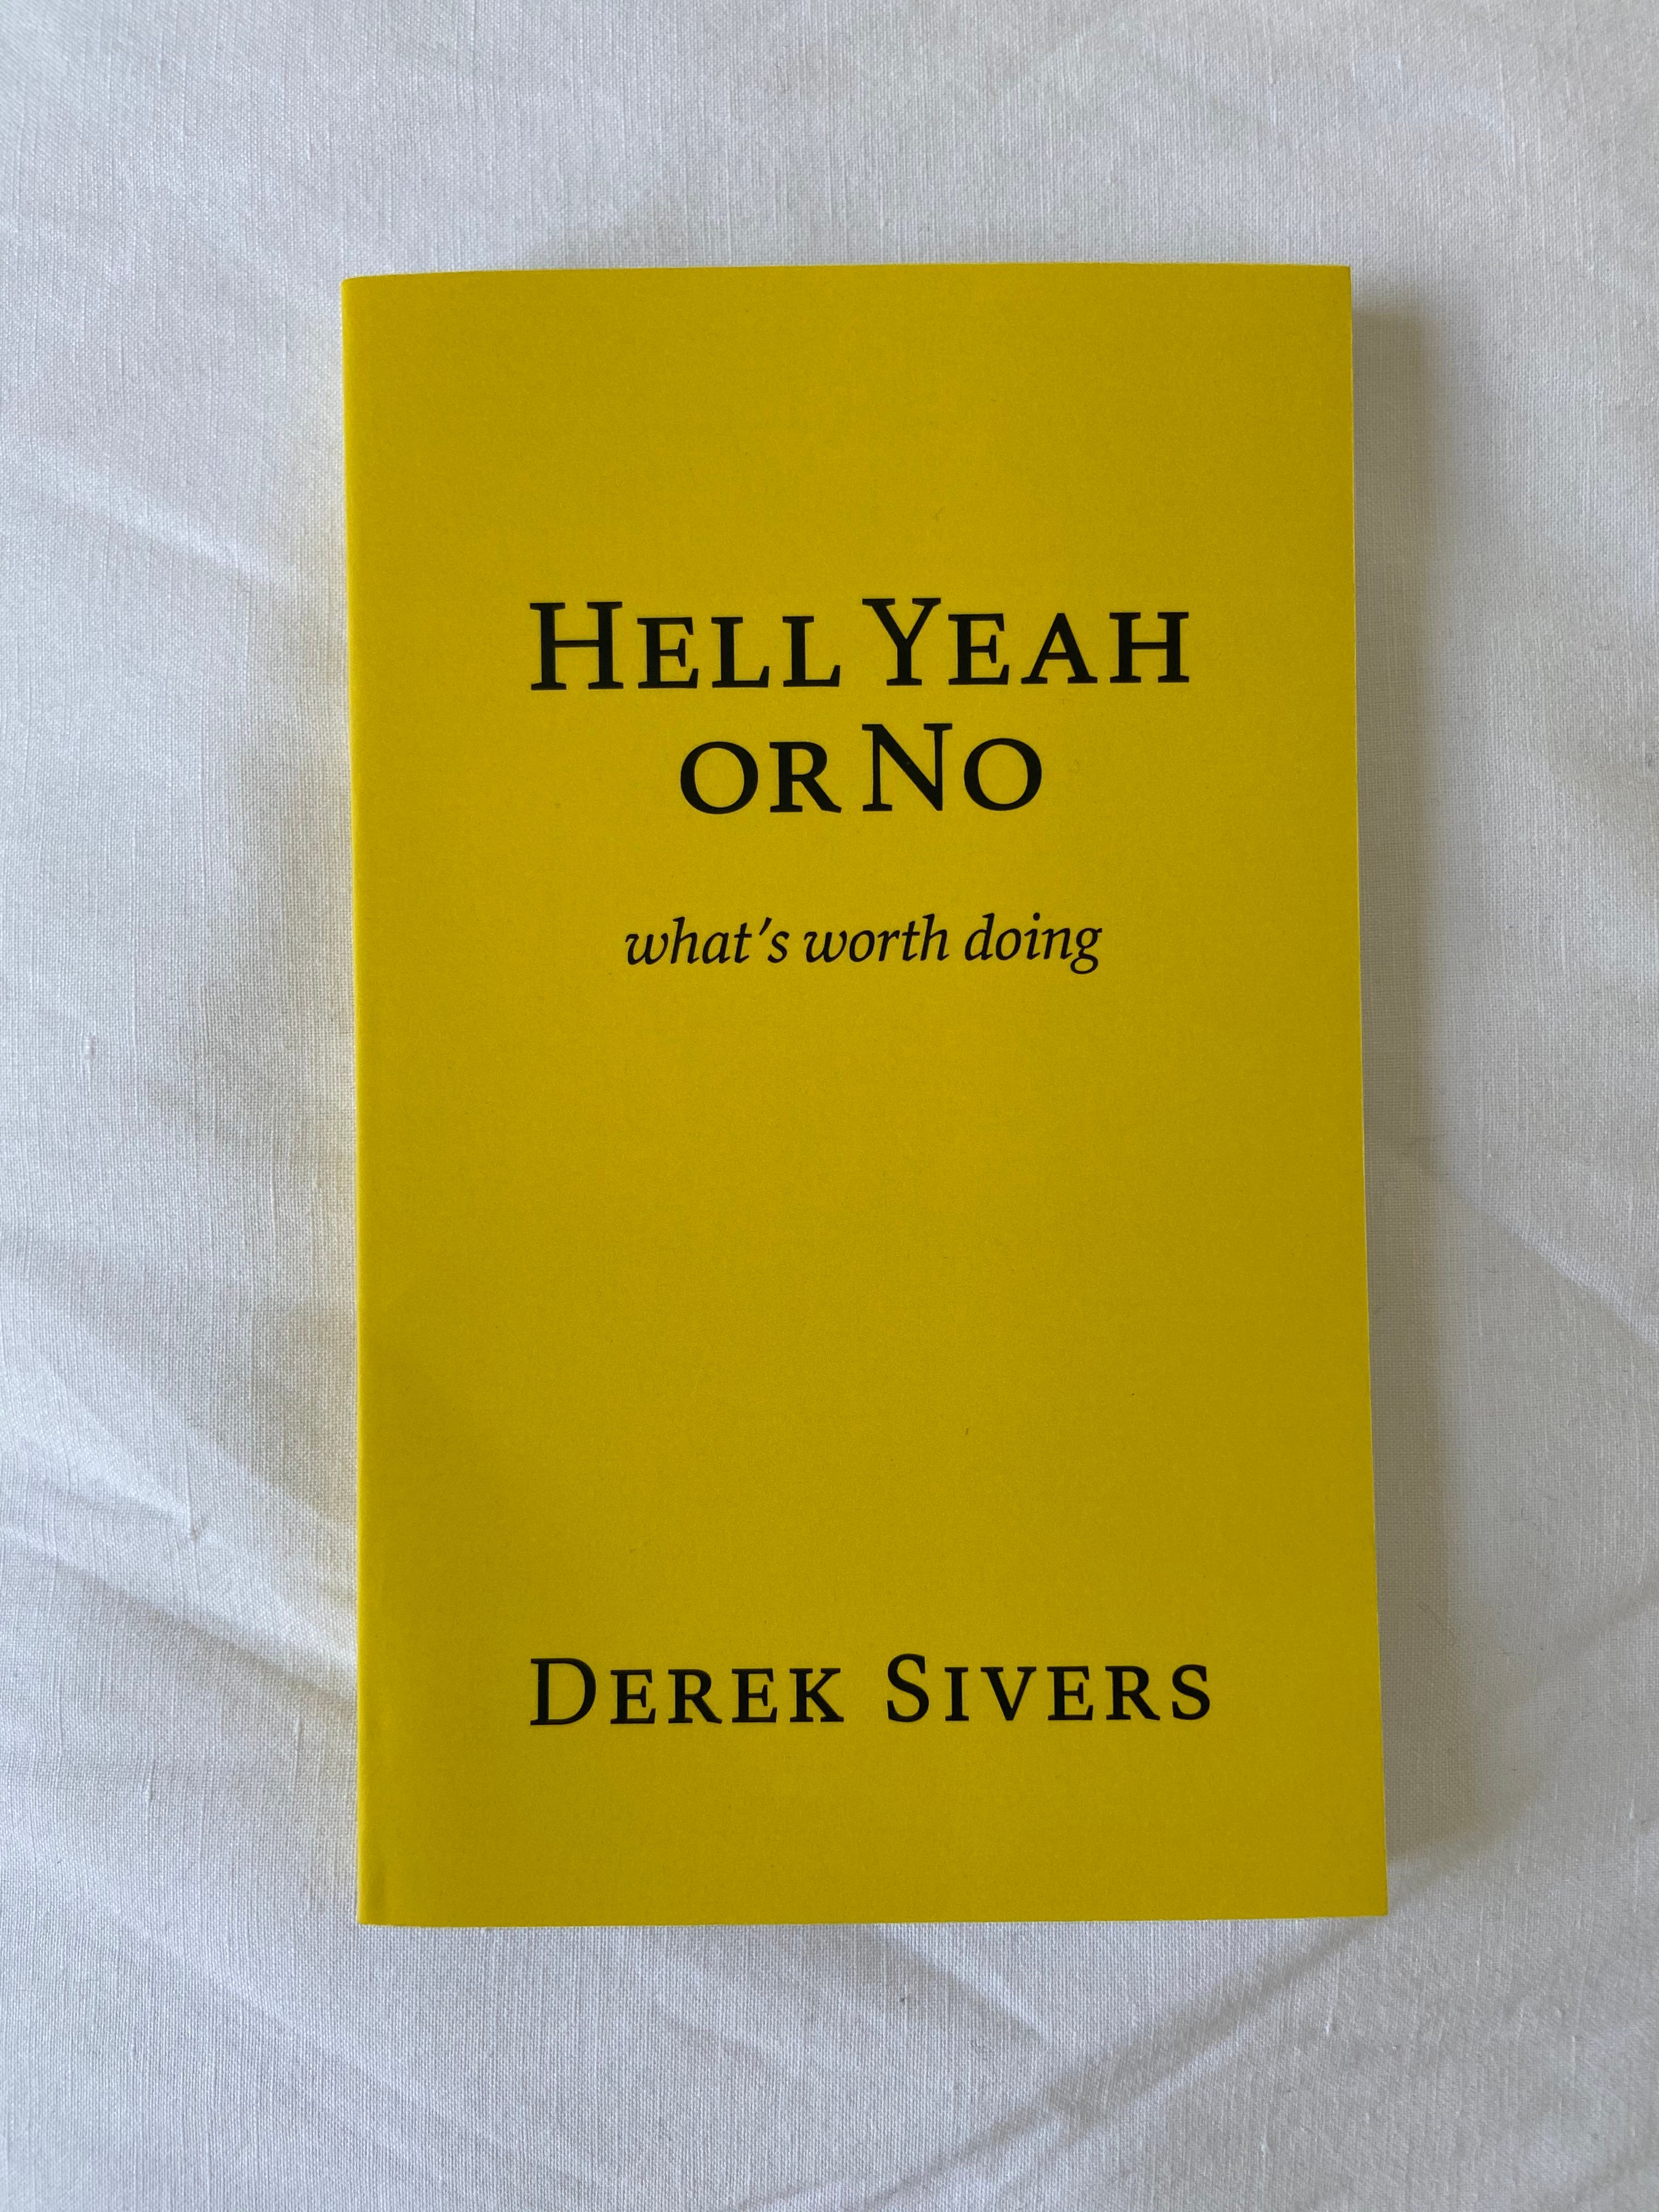 HELL YEAH
OR NO
what's worth doing
DEREK SIVERS